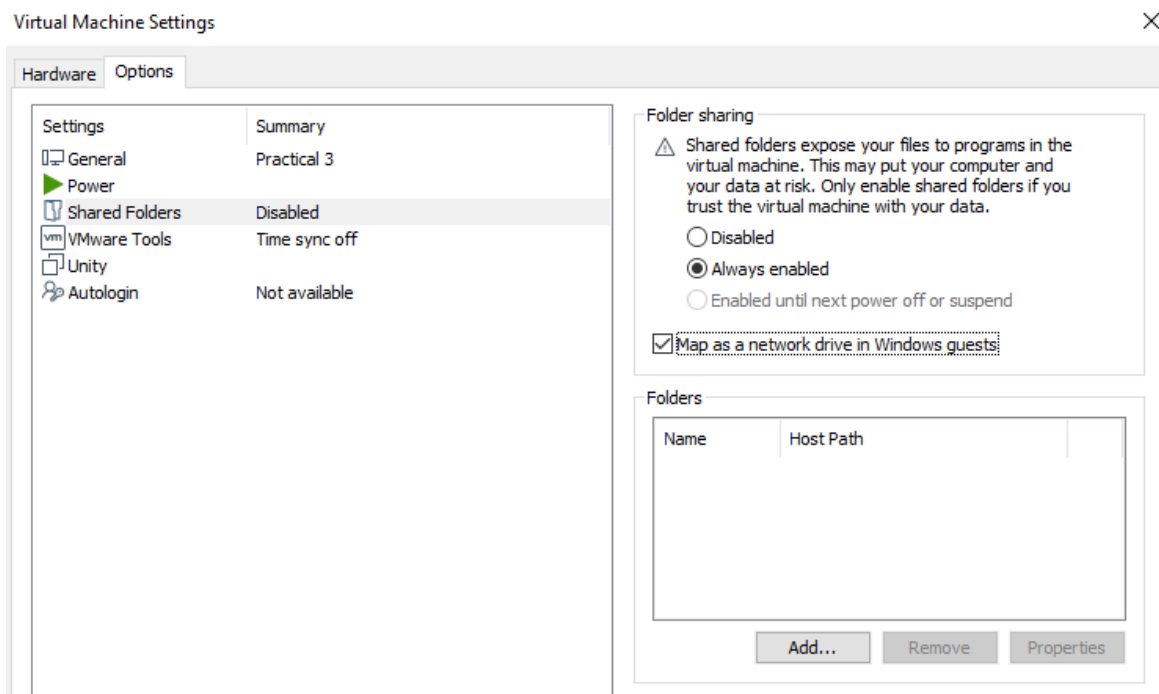 Virtual Machine Settings
Hardware
Options
Settings Summary
General Practical 3
Power
Shared Folders Disabled
vm VMware Tools Time sync off
Unity
Autologin Not available
Folder sharing
Shared folders expose your files to programs in the
virtual machine. This may put your computer and
your data at risk. Only enable shared folders if you
trust the virtual machine with your data.
Disabled
Always enabled
Enabled until next power off or suspend
Map as a network drive in Windows guests
Folders
Name Host Path
Add... Remove Properties